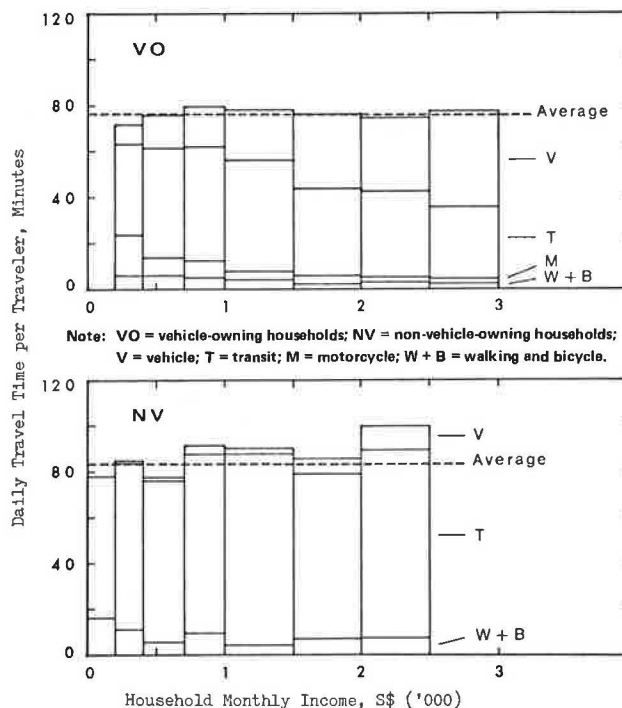 120
VO
80
Average
V
40
T
M
W + B
0
0 1 2 3
Note: VO = vehicle-owning households; NV = non-vehicle-owning households;
V = vehicle; T = transit; M = motorcycle; W + B = walking and bicycle.
120
NV
V
80
Average
T
40
W + B
0
0 1 2 3
Daily Travel Time per Traveler, Minutes
Household Monthly Income, S$ ('000)